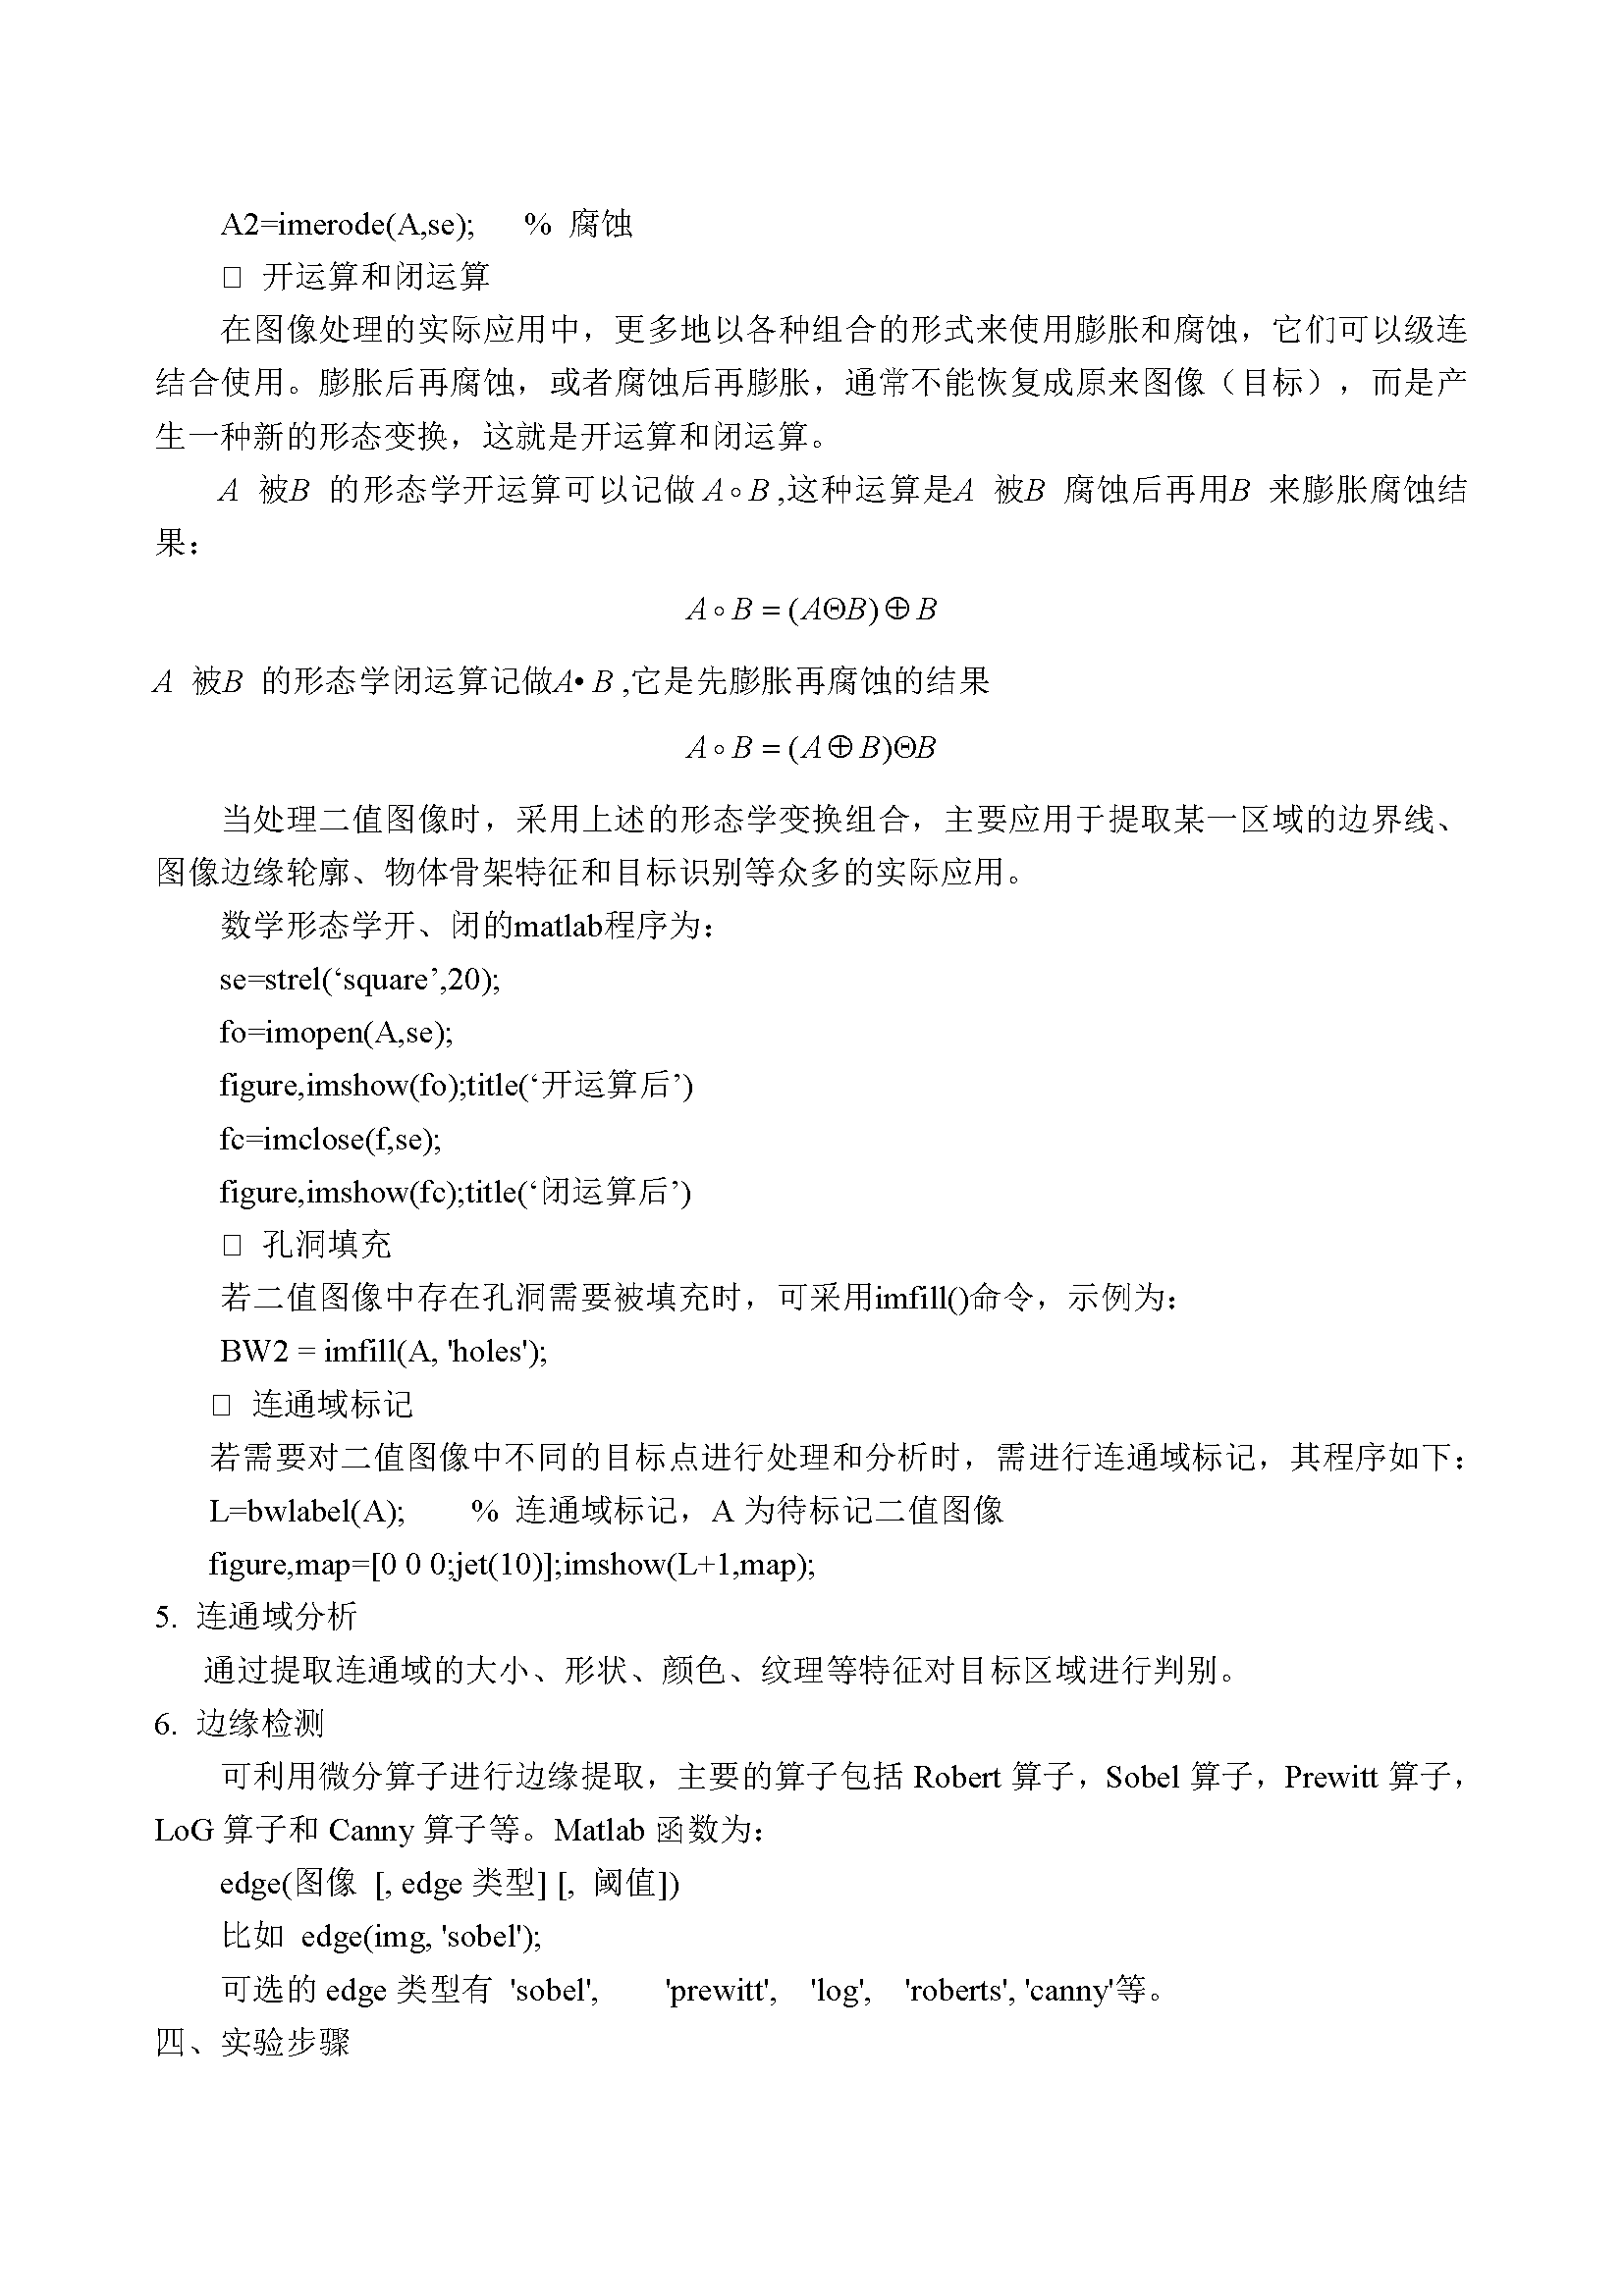 A2=imerode(A,se);   % 腐蚀
□ 开运算和闭运算
在图像处理的实际应用中，更多地以各种组合的形式来使用膨胀和腐蚀，它们可以级连
结合使用。膨胀后再腐蚀，或者腐蚀后再膨胀，通常不能恢复成原来图像（目标），而是产
生一种新的形态变换，这就是开运算和闭运算。
A 被B 的形态学开运算可以记做 A∘B ,这种运算是A 被B 腐蚀后再用B 来膨胀腐蚀结
果：
A∘B = (AΘB)⊕B
A 被B 的形态学闭运算记做A• B ,它是先膨胀再腐蚀的结果
A∘B = (A⊕B)ΘB
当处理二值图像时，采用上述的形态学变换组合，主要应用于提取某一区域的边界线、
图像边缘轮廓、物体骨架特征和目标识别等众多的实际应用。
数学形态学开、闭的matlab程序为：
se=strel(‘square’,20);
fo=imopen(A,se);
figure,imshow(fo);title(‘开运算后’)
fc=imclose(f,se);
figure,imshow(fc);title(‘闭运算后’)
□ 孔洞填充
若二值图像中存在孔洞需要被填充时，可采用imfill()命令，示例为：
BW2 = imfill(A, 'holes');
□ 连通域标记
若需要对二值图像中不同的目标点进行处理和分析时，需进行连通域标记，其程序如下：
L=bwlabel(A);    % 连通域标记，A 为待标记二值图像
figure,map=[0 0 0;jet(10)];imshow(L+1,map);
5. 连通域分析
通过提取连通域的大小、形状、颜色、纹理等特征对目标区域进行判别。
6. 边缘检测
可利用微分算子进行边缘提取，主要的算子包括 Robert 算子，Sobel 算子，Prewitt 算子，
LoG 算子和 Canny 算子等。Matlab 函数为：
edge(图像 [, edge 类型] [, 阈值])
比如 edge(img, 'sobel');
可选的 edge 类型有 'sobel',    'prewitt',  'log',  'roberts', 'canny'等。
四、实验步骤